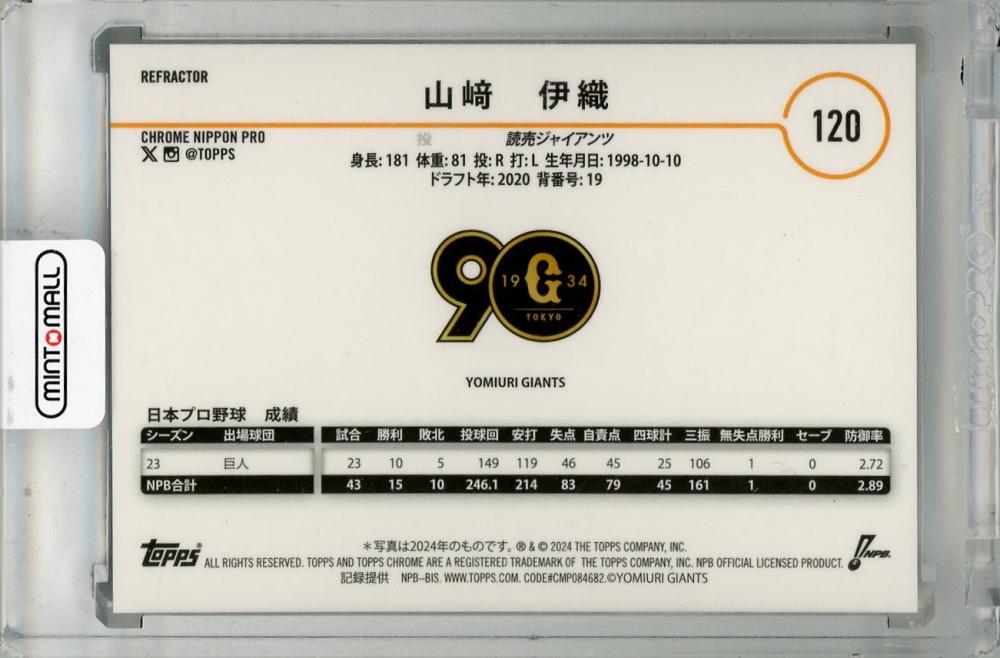 REFRACTOR
山﨑 伊織
120
CHROME NIPPON PRO
@TOPPS
投 読売ジャイアンツ
身長: 181 体重: 81 投: R 打: L 生年月日: 1998-10-10
ドラフト年: 2020 背番号: 19
90
19 G 34
TOKYO
MINTOMALL
YOMIURI GIANTS
日本プロ野球 成績
シーズン 出場球団 試合 勝利 敗北 投球回 安打 失点 自責点 四球計 三振 無失点勝利 セーブ 防御率
23 巨人 23 10 5 149 119 46 45 25 106 1 0 2.72
NPB合計 43 15 10 246.1 214 83 79 45 161 1 0 2.89
topps
＊写真は2024年のものです。 ® & © 2024 THE TOPPS COMPANY, INC.
ALL RIGHTS RESERVED. TOPPS AND TOPPS CHROME ARE A REGISTERED TRADEMARK OF THE TOPPS COMPANY, INC. NPB OFFICIAL LICENSED PRODUCT.
NPB
記録提供 NPB–BIS. WWW.TOPPS.COM. CODE#CMP084682.©YOMIURI GIANTS